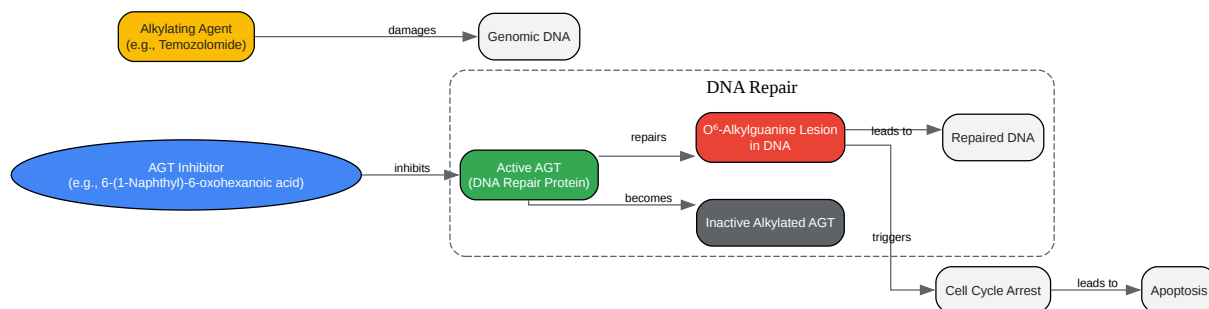 Alkylating Agent
(e.g., Temozolomide)
damages
Genomic DNA
DNA Repair
AGT Inhibitor
(e.g., 6-(1-Naphthyl)-6-oxohexanoic acid)
inhibits
Active AGT
(DNA Repair Protein)
repairs
O⁶-Alkylguanine Lesion
in DNA
leads to
Repaired DNA
becomes
Inactive Alkylated AGT
triggers
Cell Cycle Arrest
leads to
Apoptosis